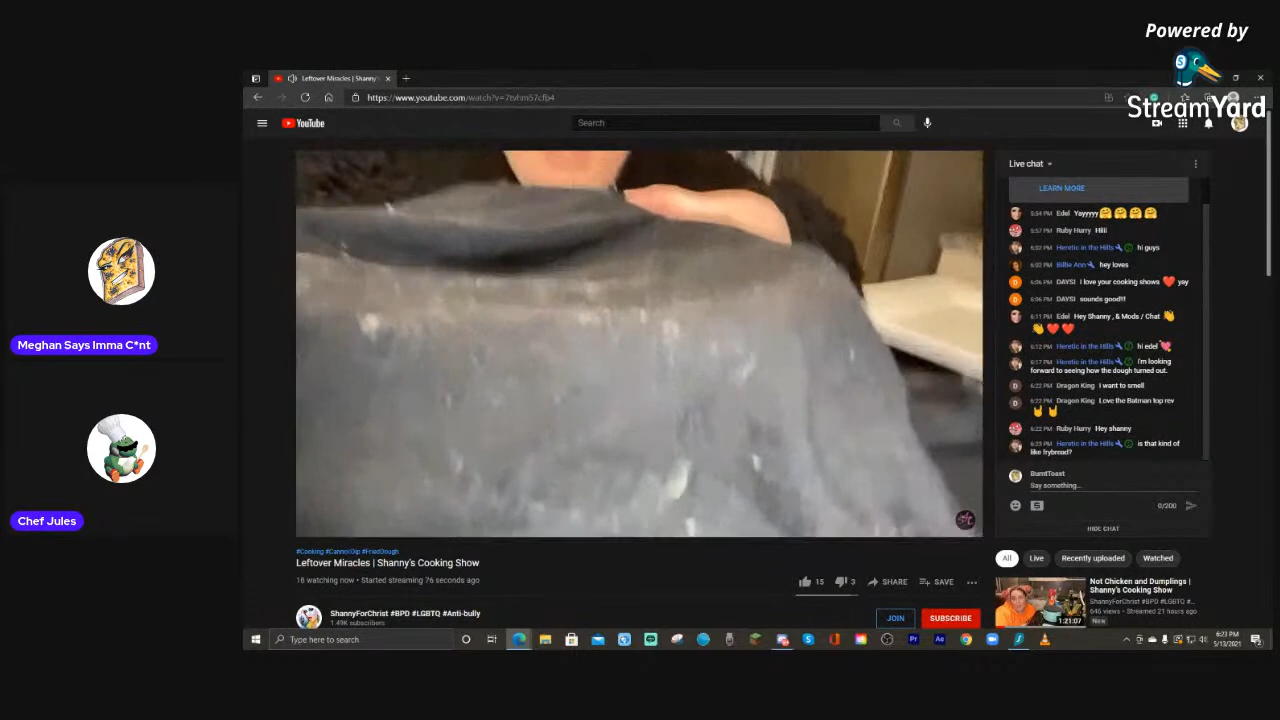 Powered by
StreamYard
Leftover Miracles | Shanny'
https://www.youtube.com/watch?v=7tvhm57cfb4
YouTube
Search
Live chat
LEARN MORE
5:54 PM Edel Yayyyyy
5:57 PM Ruby Hurry Hiiii
6:02 PM Heretic in the Hills hi guys
6:02 PM Billie Ann hey loves
6:06 PM DAYS! i love your cooking shows yay
6:06 PM DAYS! sounds good!!!
6:11 PM Edel Hey Shanny , & Mods / Chat
6:12 PM Heretic in the Hills hi edel
6:17 PM Heretic in the Hills i'm looking
forward to seeing how the dough turned out.
6:22 PM Dragon King I want to smell
6:22 PM Dragon King Love the Batman top rev
6:22 PM Ruby Hurry Hey shanny
6:23 PM Heretic in the Hills is that kind of
like frybread?
BurntToast
Say something...
0/200
HIDE CHAT
Meghan Says Imma C*nt
Chef Jules
#Cooking #CannoliDip #FriedDough
Leftover Miracles | Shanny's Cooking Show
16 watching now • Started streaming 76 seconds ago
15
3
SHARE
SAVE
ShannyForChrist #BPD #LGBTQ #Anti-bully
1.49K subscribers
JOIN
SUBSCRIBE
All
Live
Recently uploaded
Watched
Not Chicken and Dumplings |
Shanny's Cooking Show
ShannyForChrist #BPD #LGBTQ #...
646 views • Streamed 21 hours ago
New
1:21:07
Type here to search
6:23 PM
5/13/2021